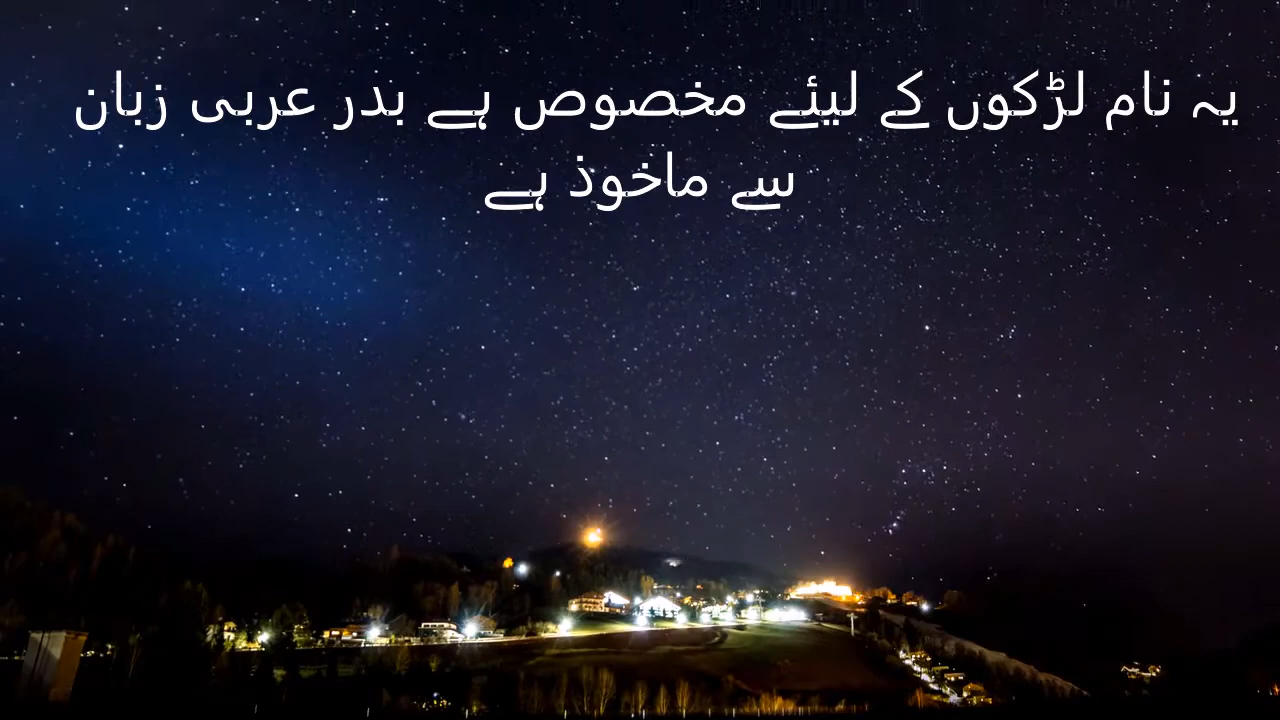 یہ نام لڑکوں کے لیئے مخصوص ہے بدر عربی زبان
سے ماخوذ ہے